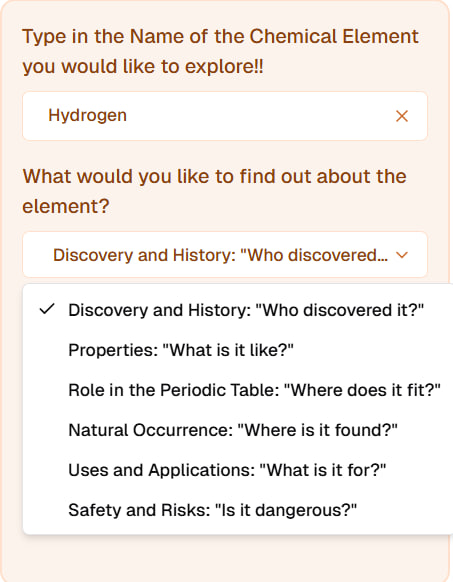 Type in the Name of the Chemical Element
you would like to explore!!
Hydrogen
What would you like to find out about the
element?
Discovery and History: "Who discovered...
Discovery and History: "Who discovered it?"
Properties: "What is it like?"
Role in the Periodic Table: "Where does it fit?"
Natural Occurrence: "Where is it found?"
Uses and Applications: "What is it for?"
Safety and Risks: "Is it dangerous?"